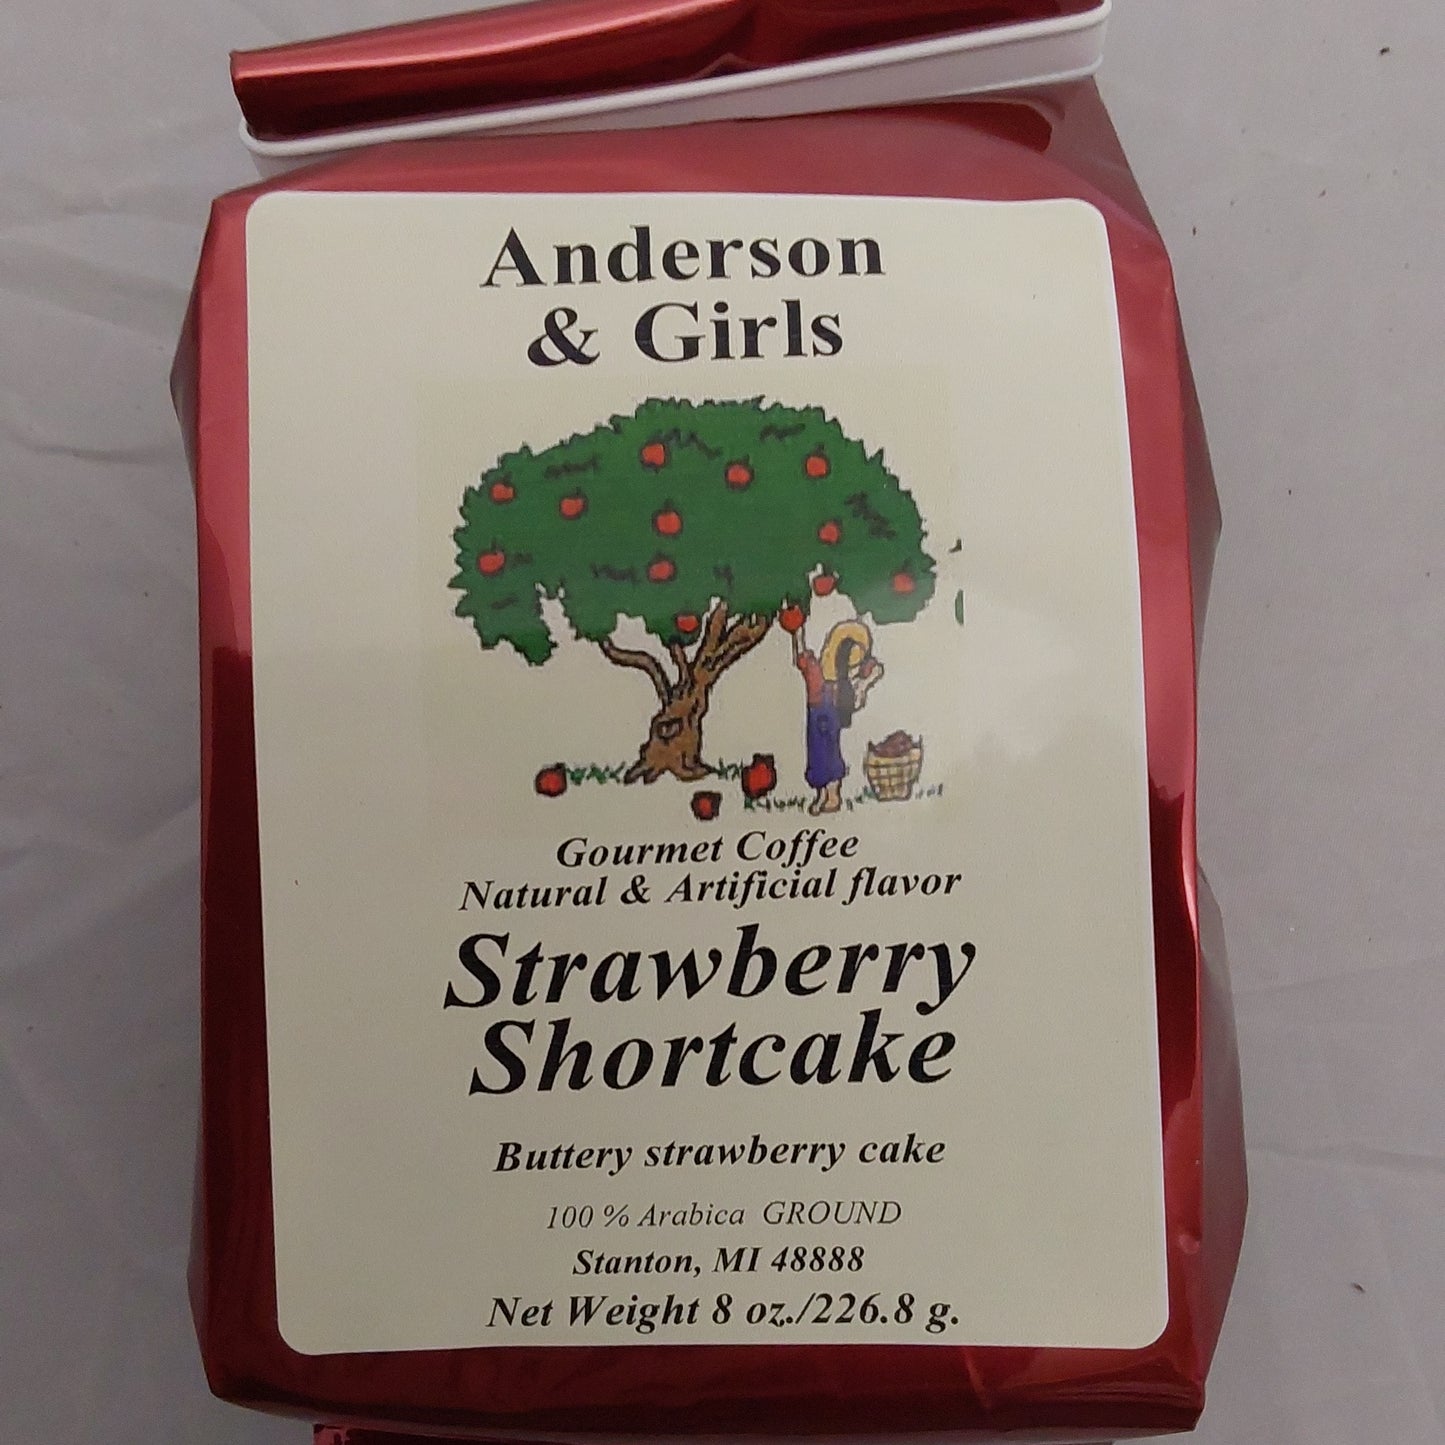 Anderson
& Girls
Gourmet Coffee
Natural & Artificial flavor
Strawberry
Shortcake
Buttery strawberry cake
100 % Arabica GROUND
Stanton, MI 48888
Net Weight 8 oz./226.8 g.